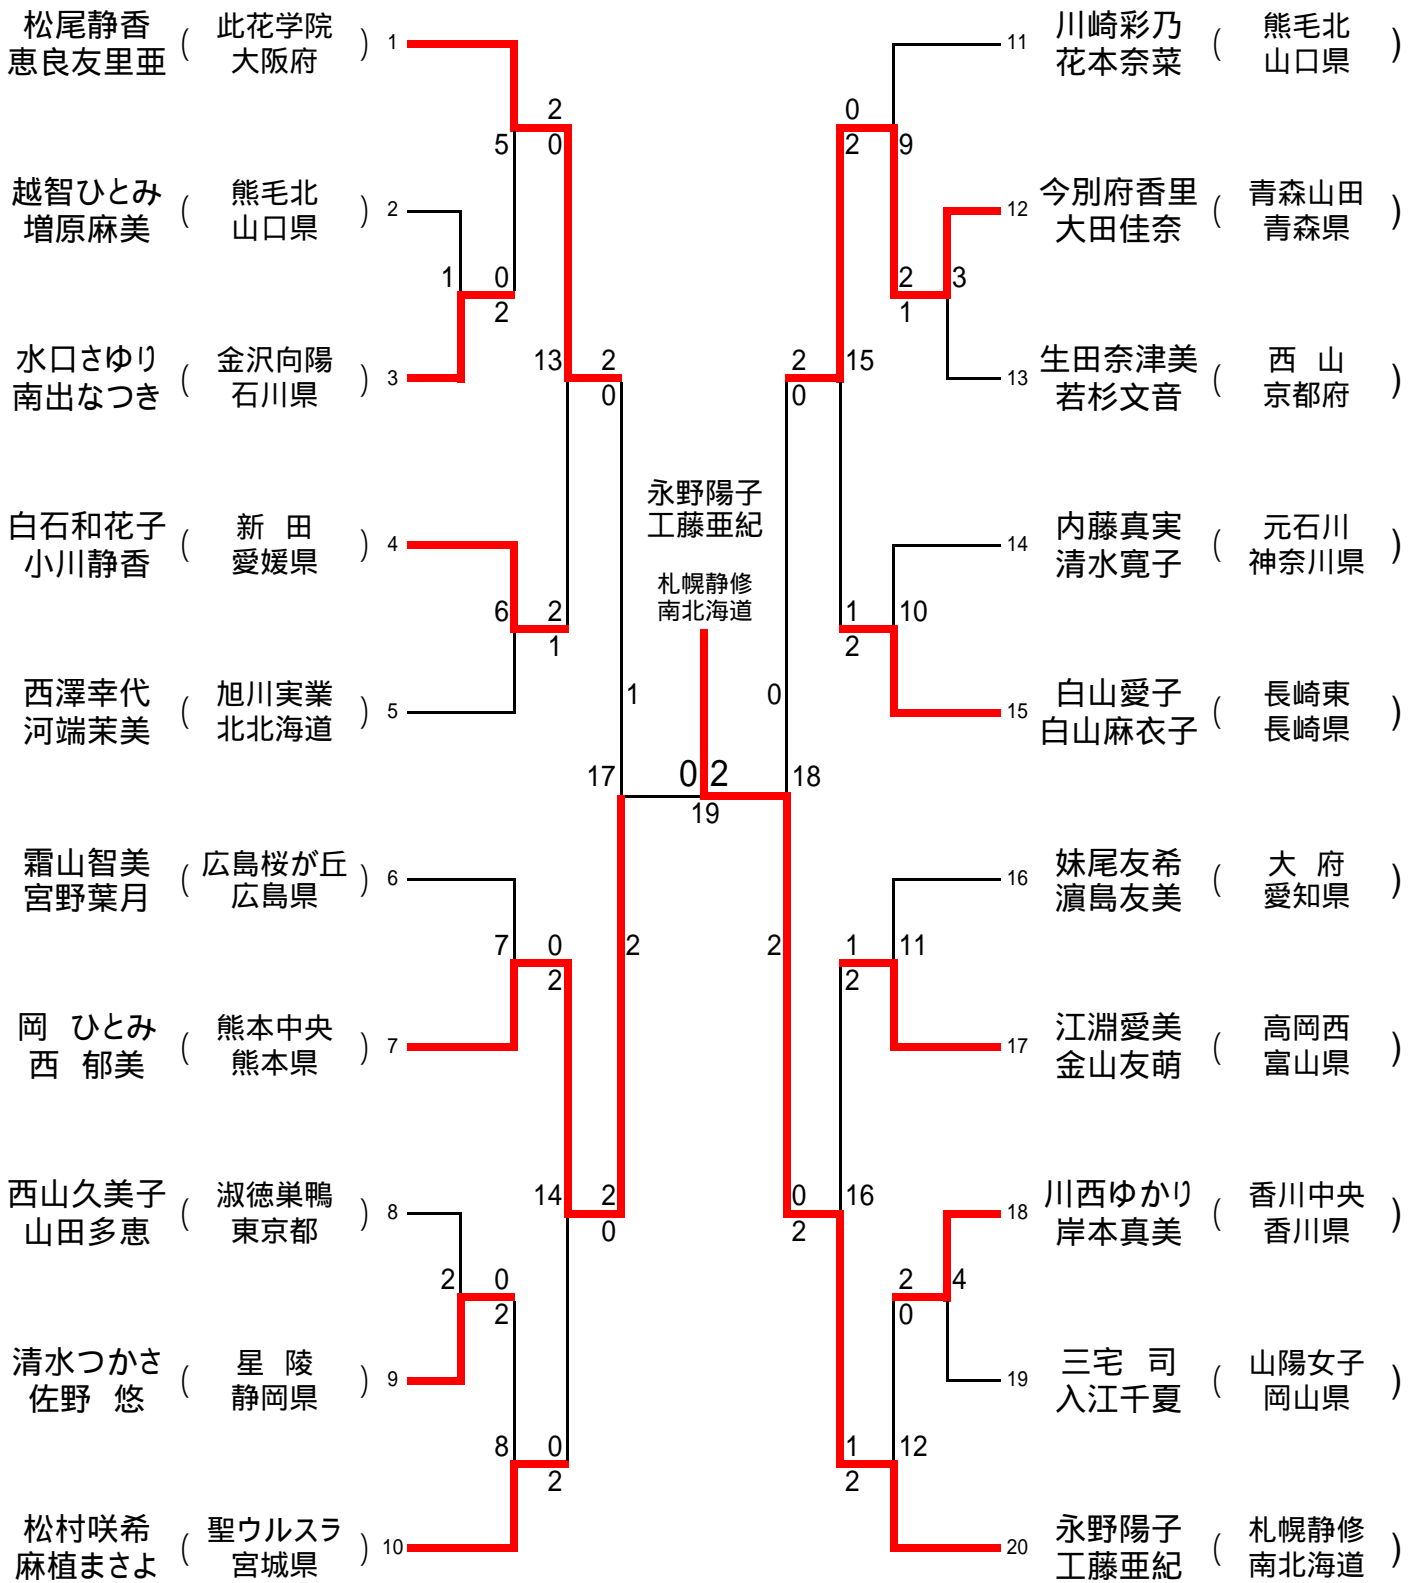 松尾静香
恵良友里亜
( 此花学院
大阪府 ) 1
2
5 0
越智ひとみ
増原麻美
( 熊毛北
山口県 ) 2
1 0
2
水口さゆり
南出なつき
( 金沢向陽
石川県 ) 3
13 2
0
白石和花子
小川静香
( 新 田
愛媛県 ) 4
6 2
1
西澤幸代
河端茉美
( 旭川実業
北北海道 ) 5
1
17
霜山智美
宮野葉月
( 広島桜が丘
広島県 ) 6
7 0
2
2
岡 ひとみ
西 郁美
( 熊本中央
熊本県 ) 7
14 2
0
西山久美子
山田多恵
( 淑徳巣鴨
東京都 ) 8
2 0
2
清水つかさ
佐野 悠
( 星 陵
静岡県 ) 9
8 0
2
松村咲希
麻植まさよ
( 聖ウルスラ
宮城県 ) 10
永野陽子
工藤亜紀
札幌静修
南北海道
0 2
19
11 川崎彩乃
花本奈菜
( 熊毛北
山口県 )
0
2 9
12 今別府香里
大田佳奈
( 青森山田
青森県 )
2 3
1
13 生田奈津美
若杉文音
( 西 山
京都府 )
2 15
0
14 内藤真実
清水寛子
( 元石川
神奈川県 )
1 10
2
15 白山愛子
白山麻衣子
( 長崎東
長崎県 )
0
18
16 妹尾友希
濵島友美
( 大 府
愛知県 )
2
1 11
2
17 江淵愛美
金山友萌
( 高岡西
富山県 )
0 16
2
18 川西ゆかり
岸本真美
( 香川中央
香川県 )
2 4
0
19 三宅 司
入江千夏
( 山陽女子
岡山県 )
1 12
2
20 永野陽子
工藤亜紀
( 札幌静修
南北海道 )